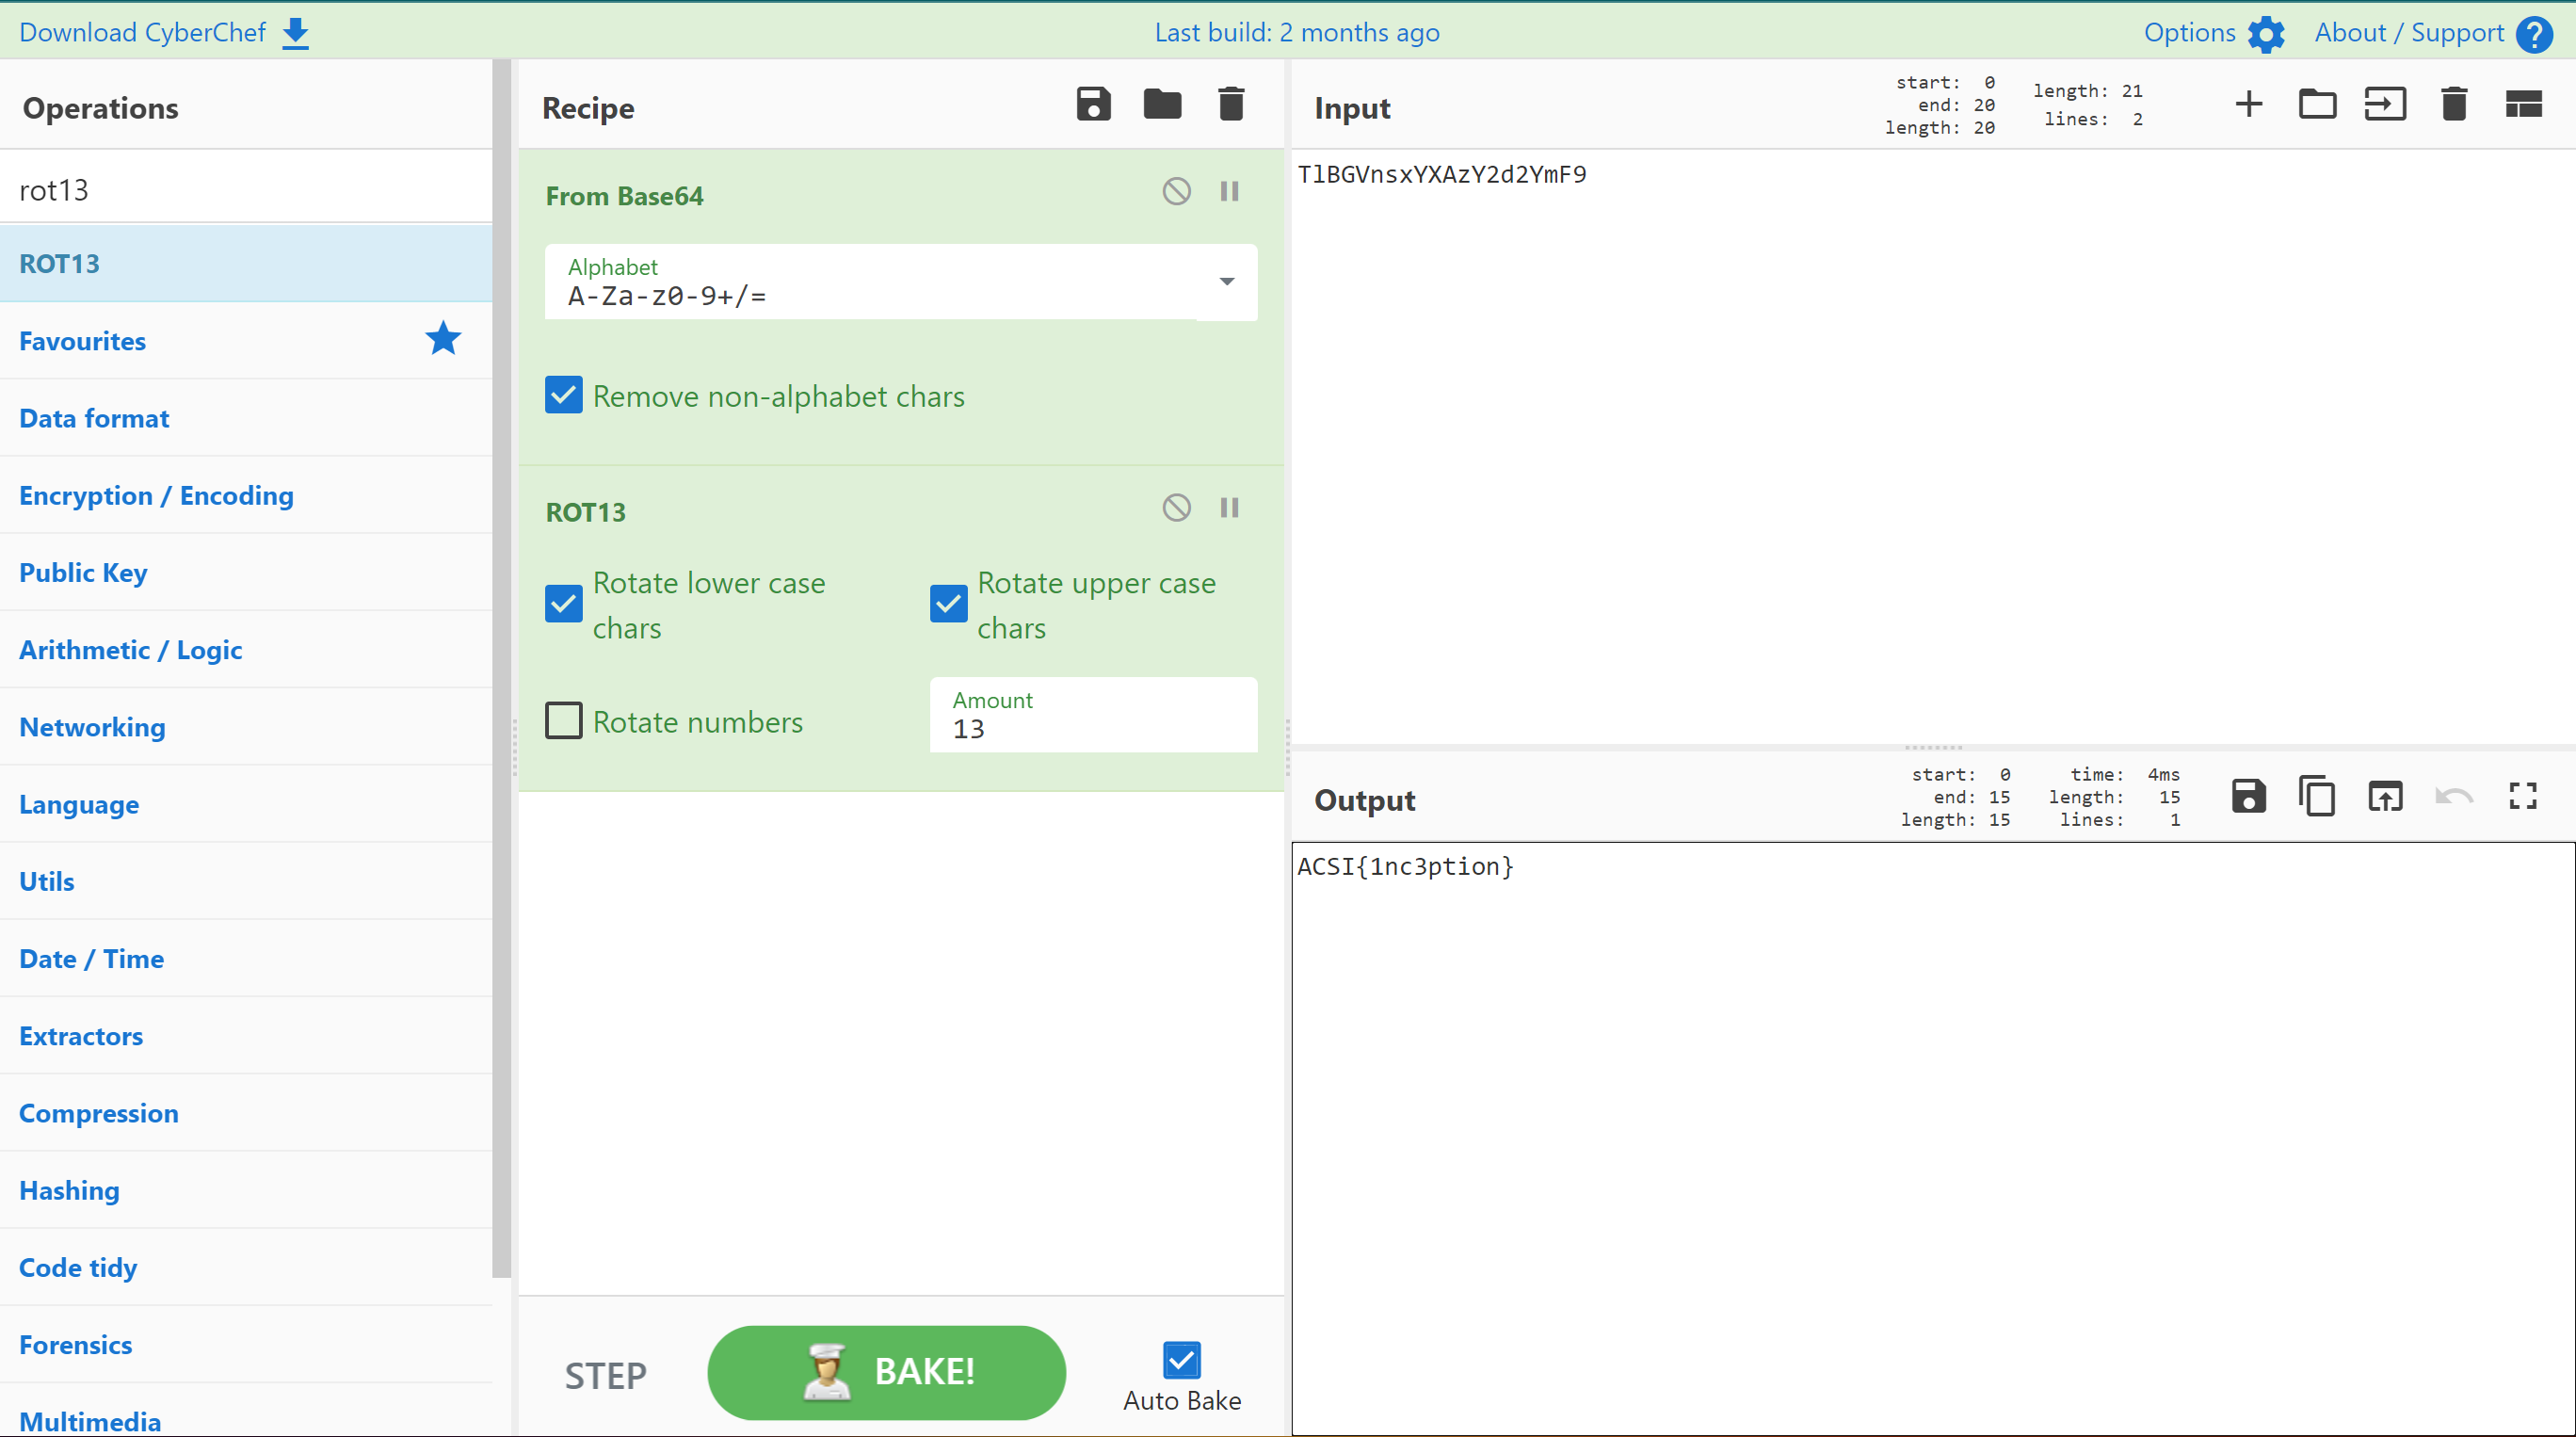 Download CyberChef
Last build: 2 months ago
Options
About / Support
?
Operations
rot13
ROT13
Favourites
Data format
Encryption / Encoding
Public Key
Arithmetic / Logic
Networking
Language
Utils
Date / Time
Extractors
Compression
Hashing
Code tidy
Forensics
Multimedia
Recipe
From Base64
Alphabet
A-Za-z0-9+/=
Remove non-alphabet chars
ROT13
Rotate lower case
chars
Rotate upper case
chars
Rotate numbers
Amount
13
STEP
BAKE!
Auto Bake
Input
start: 0
end: 20
length: 20
length: 21
lines: 2
TlBGVnsxYXAzY2d2YmF9
Output
start: 0
end: 15
length: 15
time: 4ms
length: 15
lines: 1
ACSI{1nc3ption}